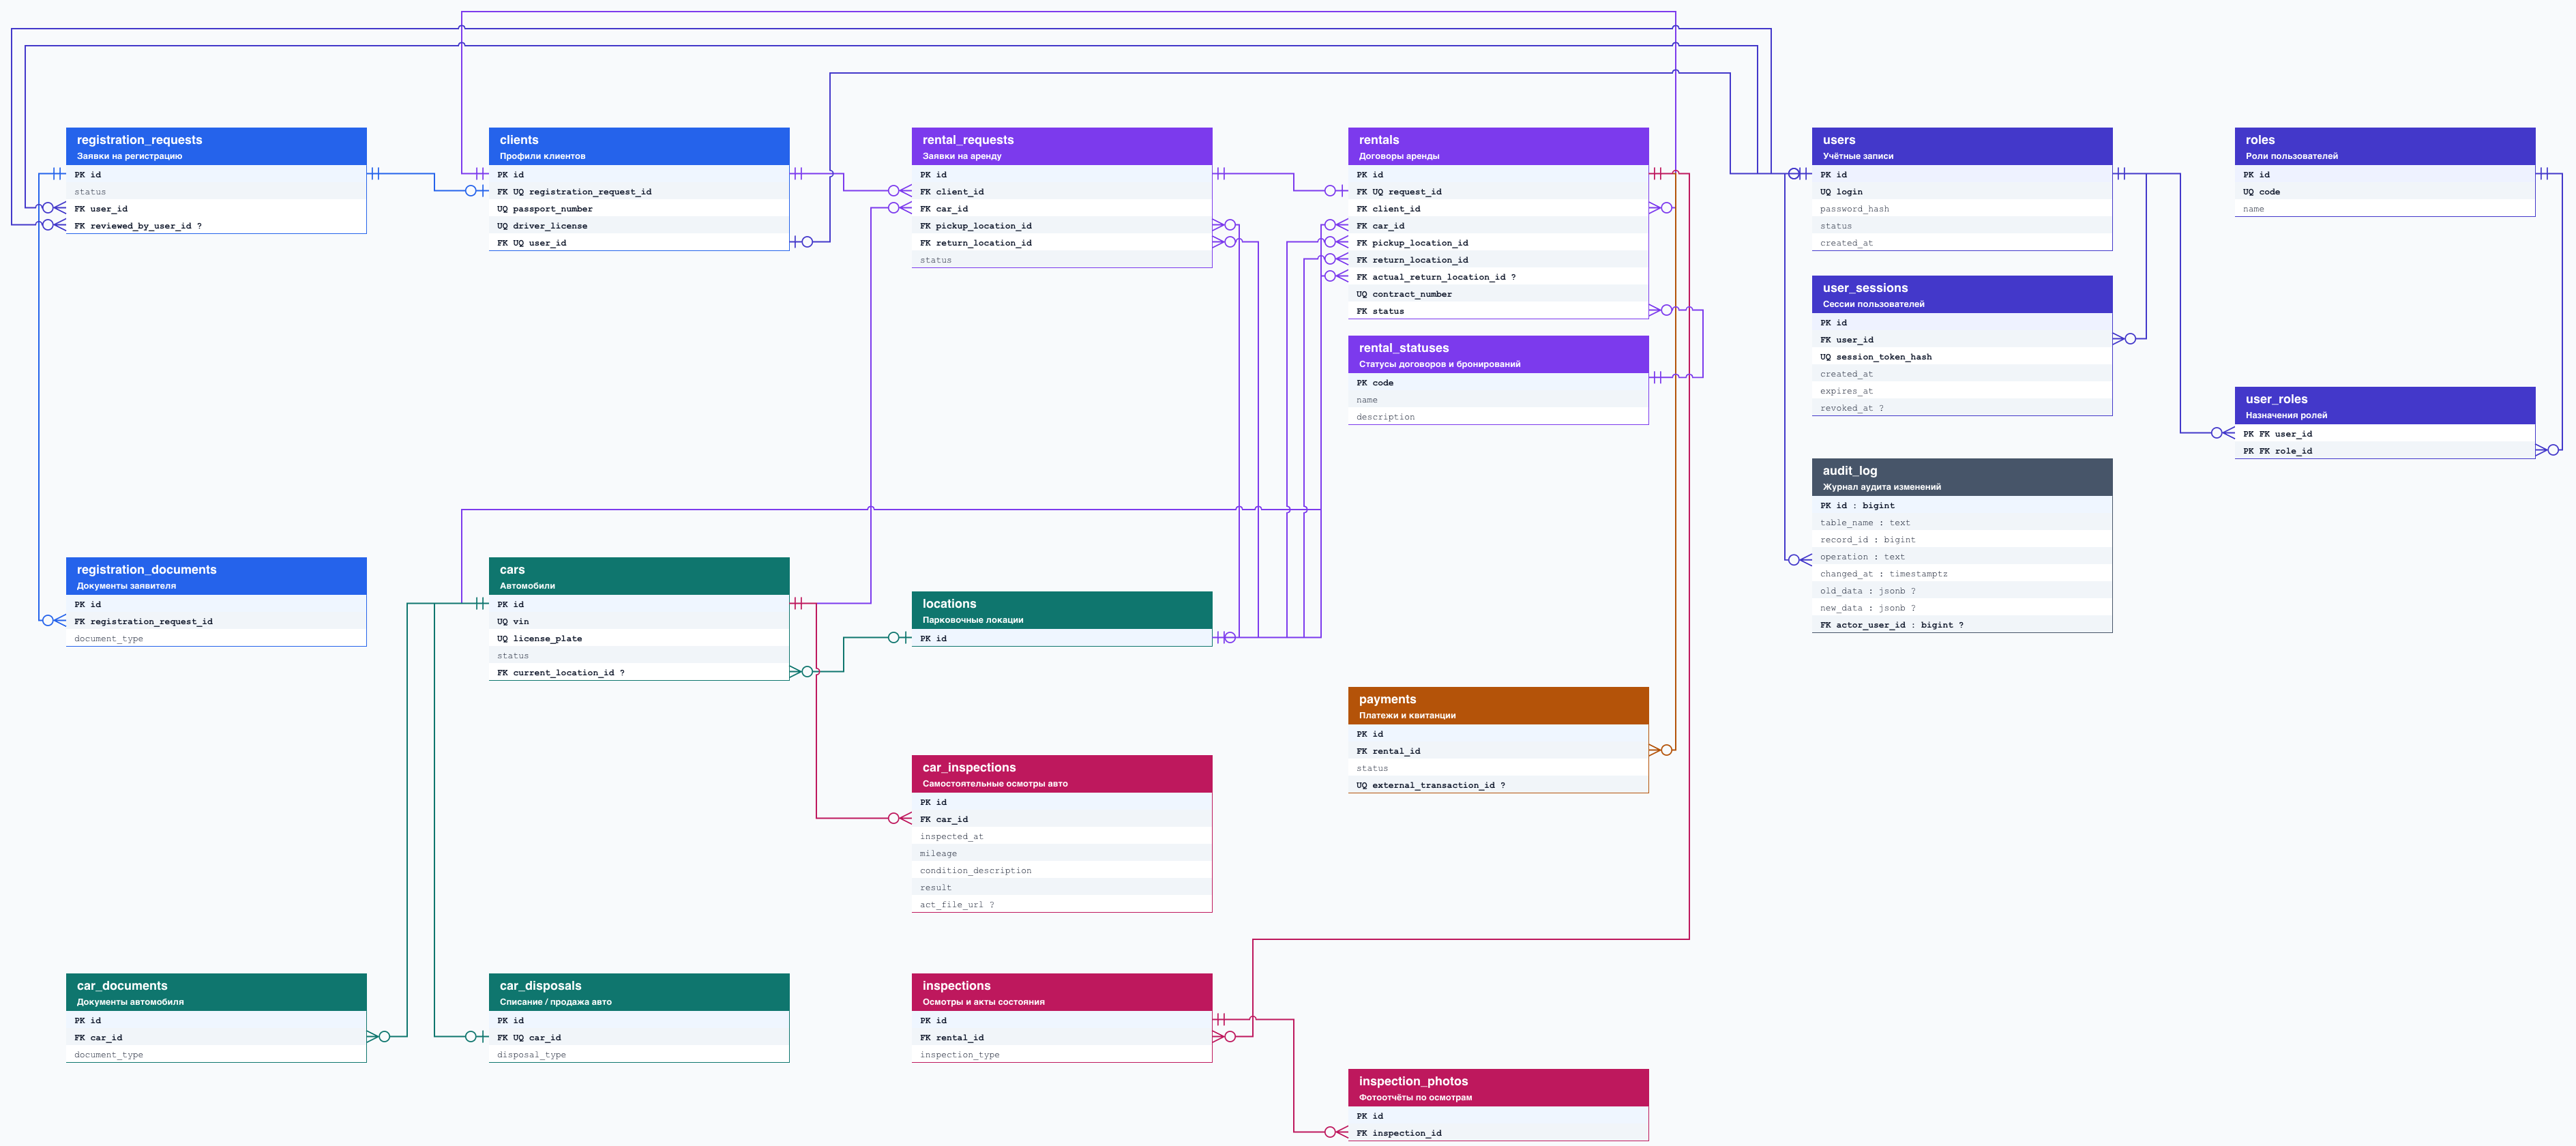 registration_requests
Заявки на регистрацию
PK id
status
FK user_id
FK reviewed_by_user_id ?
clients
Профили клиентов
PK id
FK UQ registration_request_id
UQ passport_number
UQ driver_license
FK UQ user_id
rental_requests
Заявки на аренду
PK id
FK client_id
FK car_id
FK pickup_location_id
FK return_location_id
status
rentals
Договоры аренды
PK id
FK UQ request_id
FK client_id
FK car_id
FK pickup_location_id
FK return_location_id
FK actual_return_location_id ?
UQ contract_number
FK status
rental_statuses
Статусы договоров и бронирований
PK code
name
description
users
Учётные записи
PK id
UQ login
password_hash
status
created_at
user_sessions
Сессии пользователей
PK id
FK user_id
UQ session_token_hash
created_at
expires_at
revoked_at ?
roles
Роли пользователей
PK id
UQ code
name
user_roles
Назначения ролей
PK FK user_id
PK FK role_id
audit_log
Журнал аудита изменений
PK id : bigint
table_name : text
record_id : bigint
operation : text
changed_at : timestamptz
old_data : jsonb ?
new_data : jsonb ?
FK actor_user_id : bigint ?
registration_documents
Документы заявителя
PK id
FK registration_request_id
document_type
cars
Автомобили
PK id
UQ vin
UQ license_plate
status
FK current_location_id ?
locations
Парковочные локации
PK id
payments
Платежи и квитанции
PK id
FK rental_id
status
UQ external_transaction_id ?
car_inspections
Самостоятельные осмотры авто
PK id
FK car_id
inspected_at
mileage
condition_description
result
act_file_url ?
car_documents
Документы автомобиля
PK id
FK car_id
document_type
car_disposals
Списание / продажа авто
PK id
FK UQ car_id
disposal_type
inspections
Осмотры и акты состояния
PK id
FK rental_id
inspection_type
inspection_photos
Фотоотчёты по осмотрам
PK id
FK inspection_id